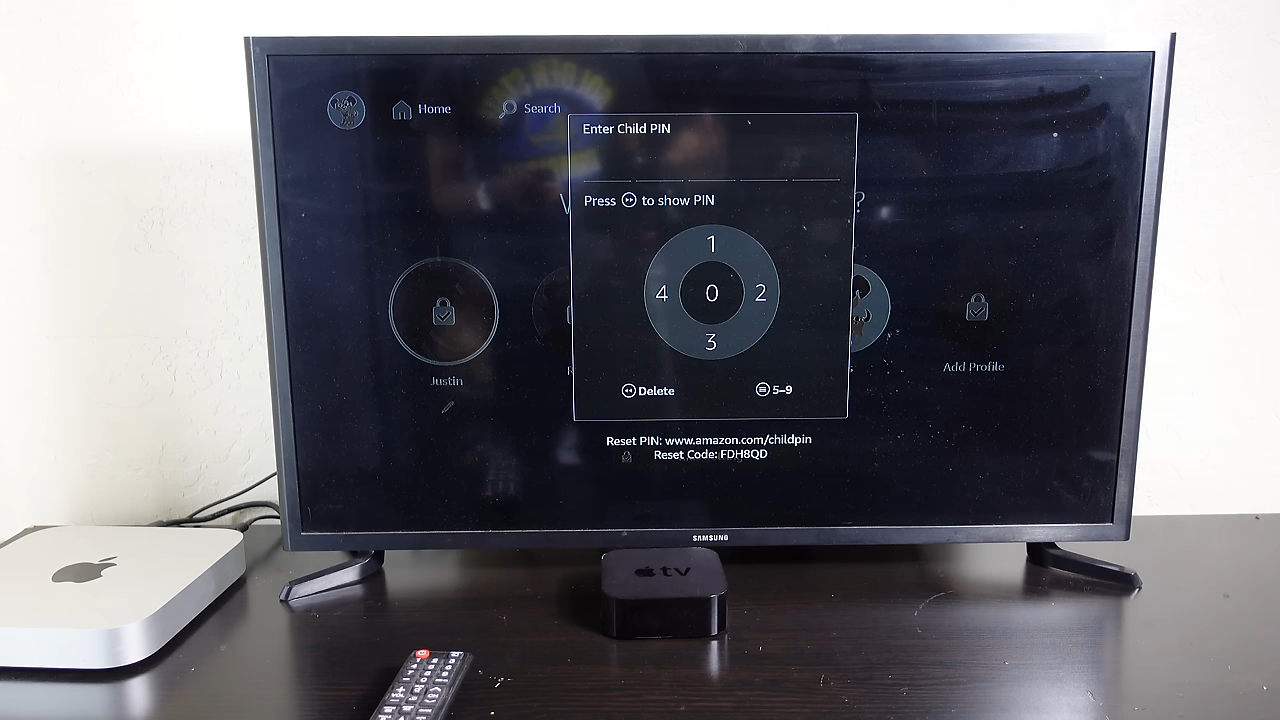 Home
Search
Enter Child PIN
Press to show PIN
?
1
4 0 2
3
Justin
Add Profile
Delete
5–9
Reset PIN: www.amazon.com/childpin
Reset Code: FDH8QD
SAMSUNG
tv